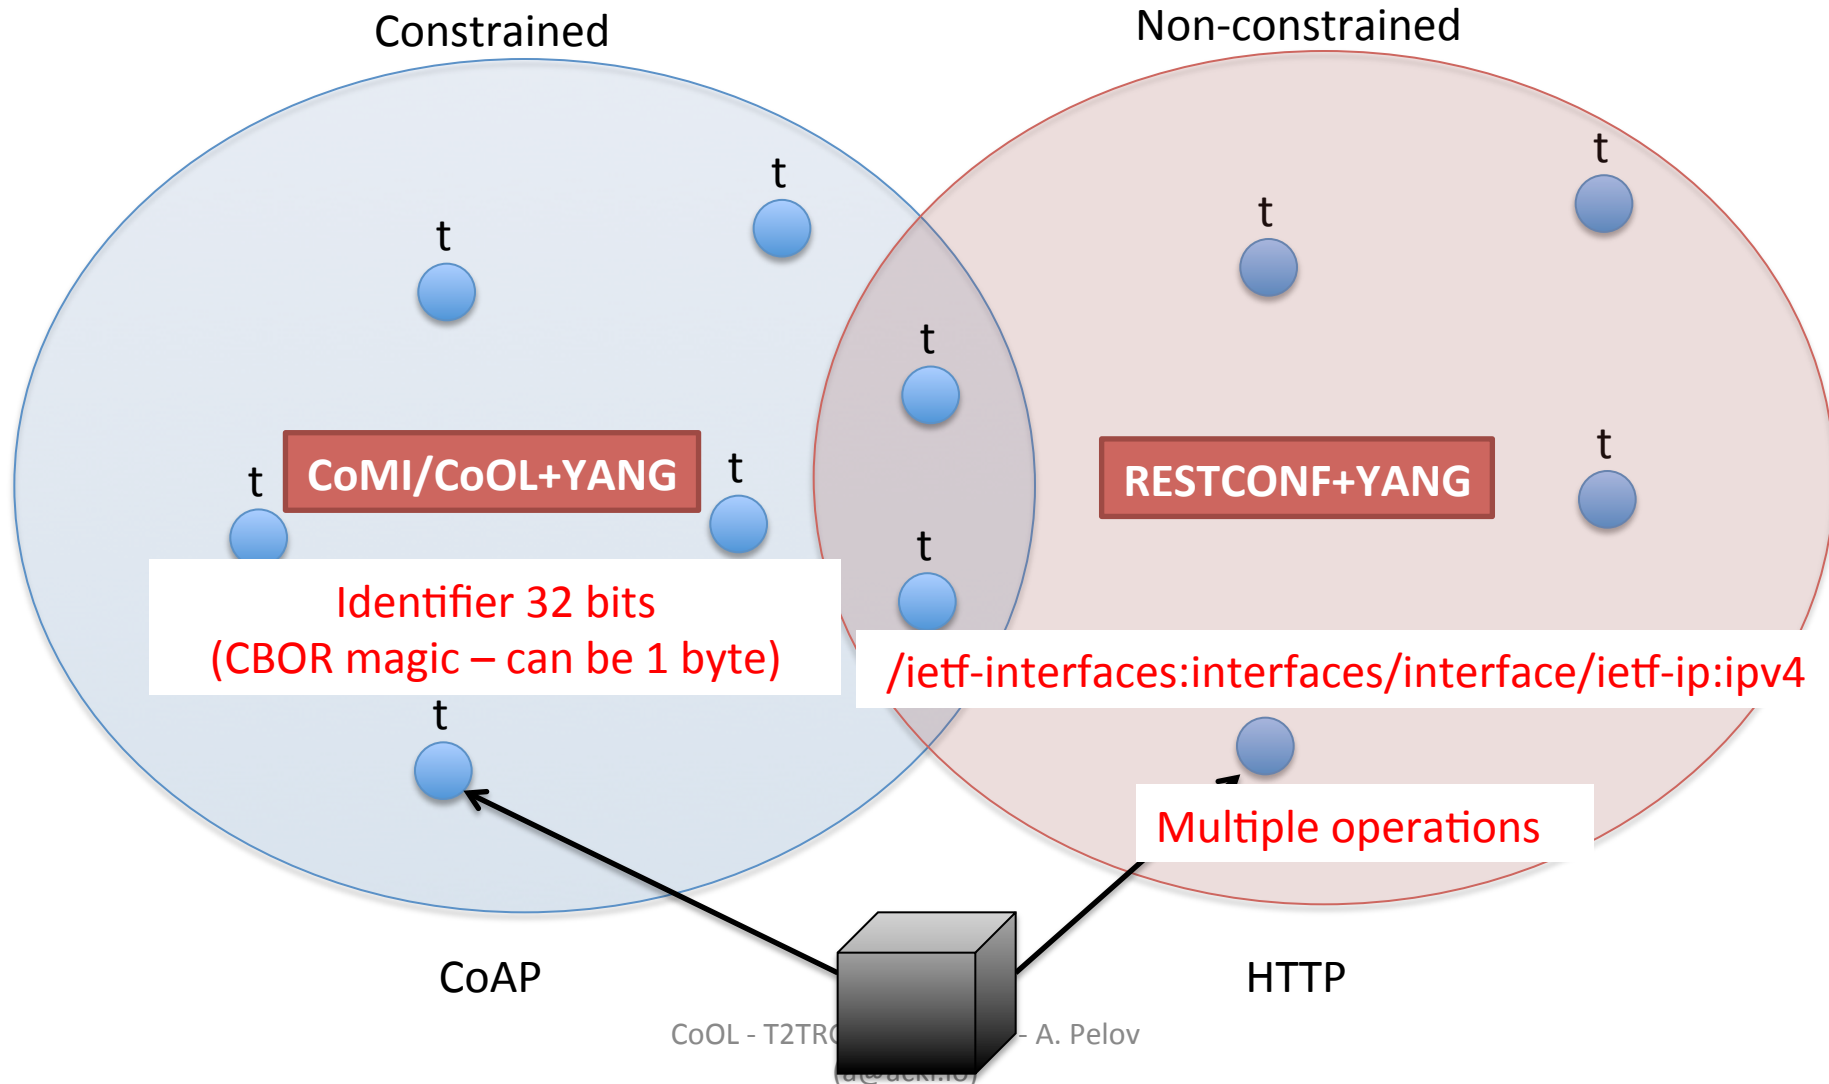 Constrained
Non-constrained
t
t
t
t
t
CoMI/CoOL+YANG
RESTCONF+YANG
t
t
t
t
Identifier 32 bits
(CBOR magic – can be 1 byte)
/ietf-interfaces:interfaces/interface/ietf-ip:ipv4
t
Multiple operations
CoAP
HTTP
CoOL - T2TRG - A. Pelov